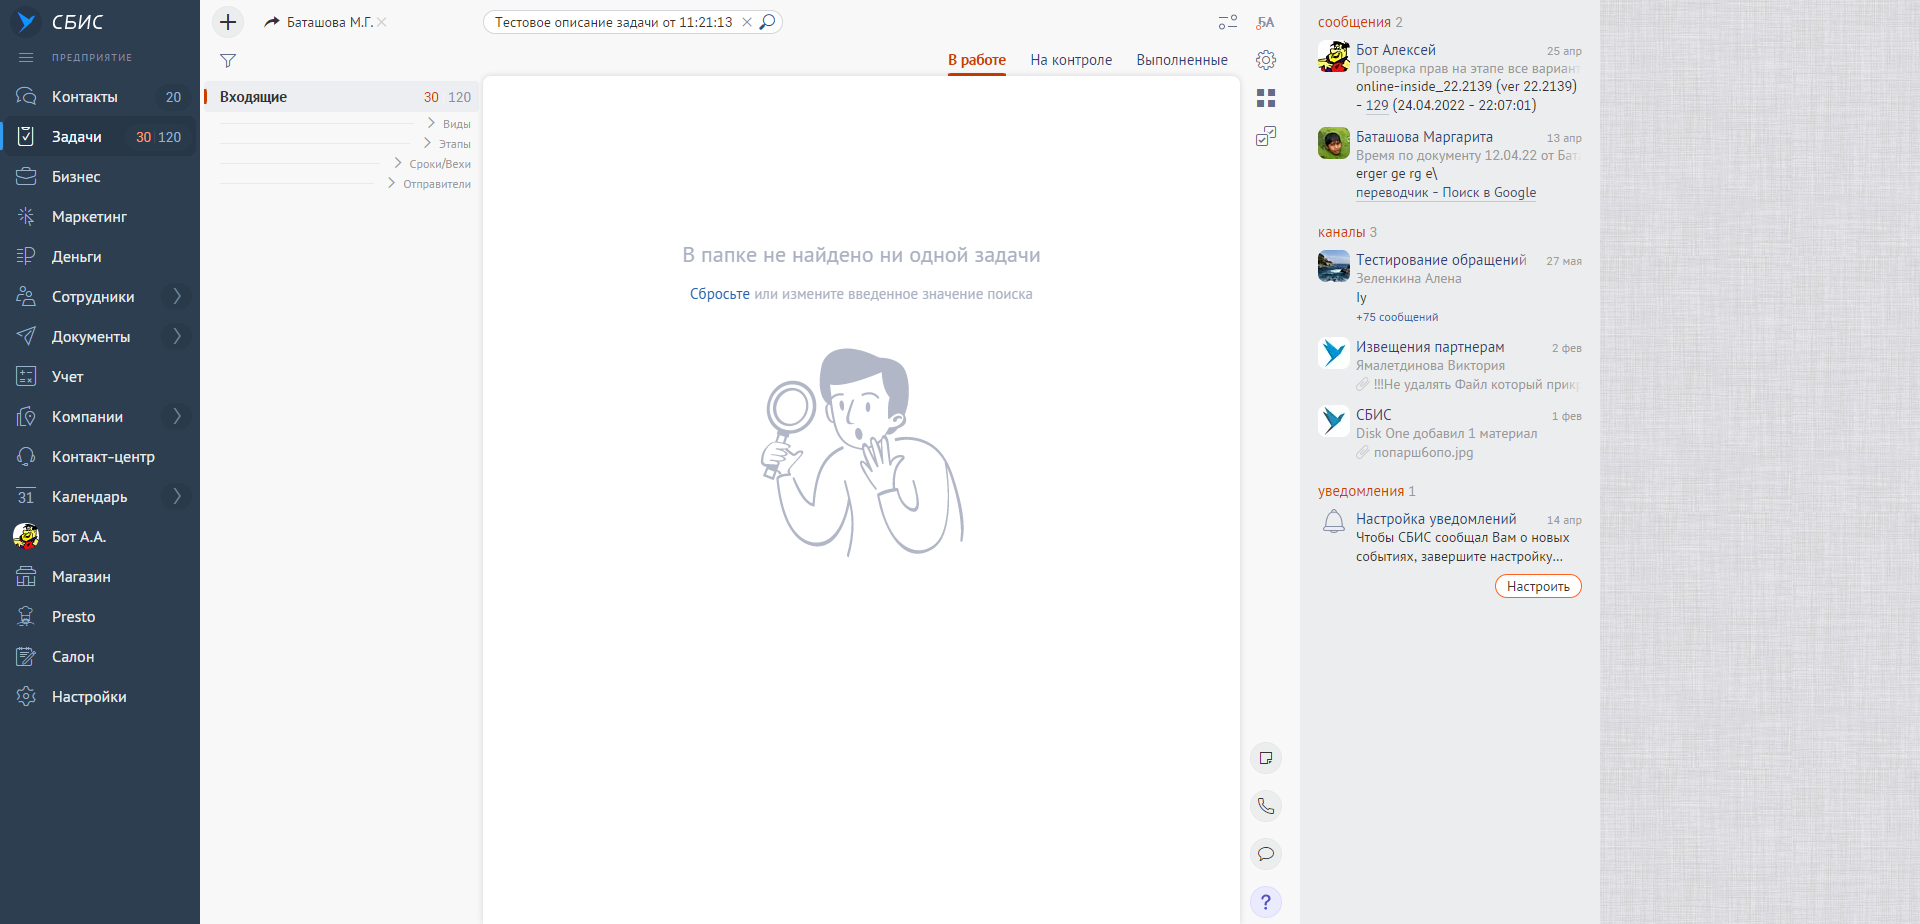 СБИС
ПРЕДПРИЯТИЕ
Контакты 20
Задачи 30 120
Бизнес
Маркетинг
Деньги
Сотрудники
Документы
Учет
Компании
Контакт-центр
31 Календарь
Бот А.А.
Магазин
Presto
Салон
Настройки
Баташова М.Г.
Тестовое описание задачи от 11:21:13
БА
В работе На контроле Выполненные
Входящие 30 120
Виды
Этапы
Сроки/Вехи
Отправители
В папке не найдено ни одной задачи
Сбросьте или измените введенное значение поиска
?
сообщения 2
Бот Алексей 25 апр
Проверка прав на этапе все вариант
online-inside_22.2139 (ver 22.2139)
- 129 (24.04.2022 - 22:07:01)
Баташова Маргарита 13 апр
Время по документу 12.04.22 от Бата
erger ge rg e\
переводчик - Поиск в Google
каналы 3
Тестирование обращений 27 мая
Зеленкина Алена
ly
+75 сообщений
Извещения партнерам 2 фев
Ямалетдинова Виктория
!!!Не удалять Файл который прик
СБИС 1 фев
Disk One добавил 1 материал
попарш6опо.jpg
уведомления 1
Настройка уведомлений 14 апр
Чтобы СБИС сообщал Вам о новых
событиях, завершите настройку...
Настроить